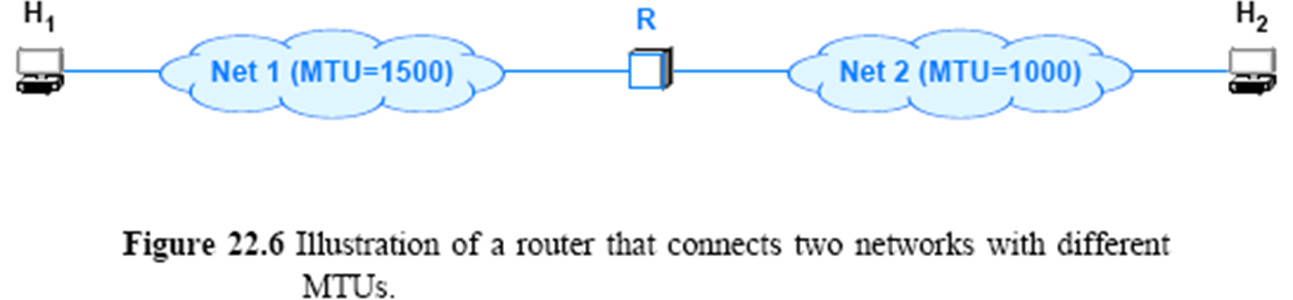 H1 R H2
Net 1 (MTU=1500) Net 2 (MTU=1000)
Figure 22.6 Illustration of a router that connects two networks with different
MTUs.